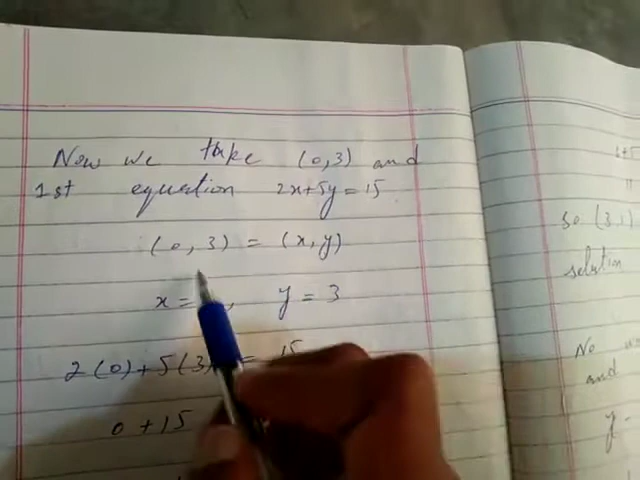 Now we take (0,3) and
1st equation 2x+5y=15
(0,3) = (x,y)
x= , y=3
2(0)+5(3) = 15
0+15
so (3,1)
solution
No
and
y-